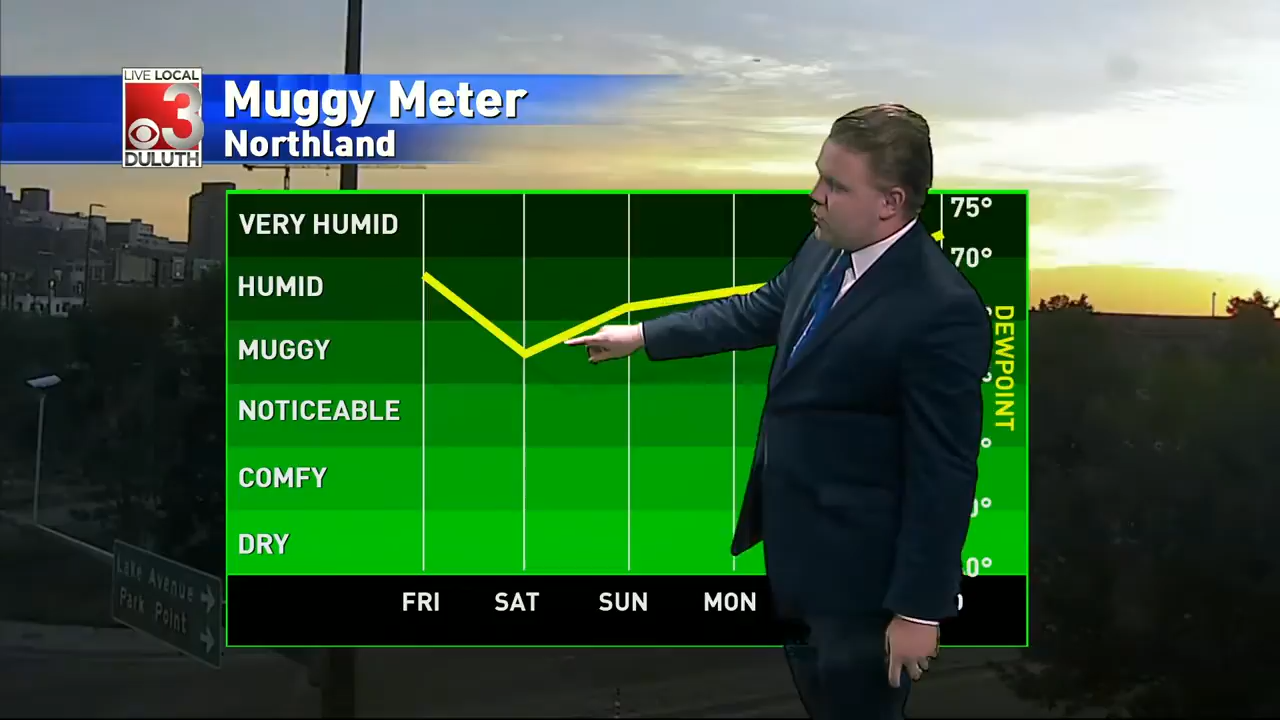 LIVE LOCAL
3
DULUTH
Muggy Meter
Northland
VERY HUMID
HUMID
MUGGY
NOTICEABLE
COMFY
DRY
75°
70°
DEWPOINT
FRI SAT SUN MON
Lake Avenue
Park Point